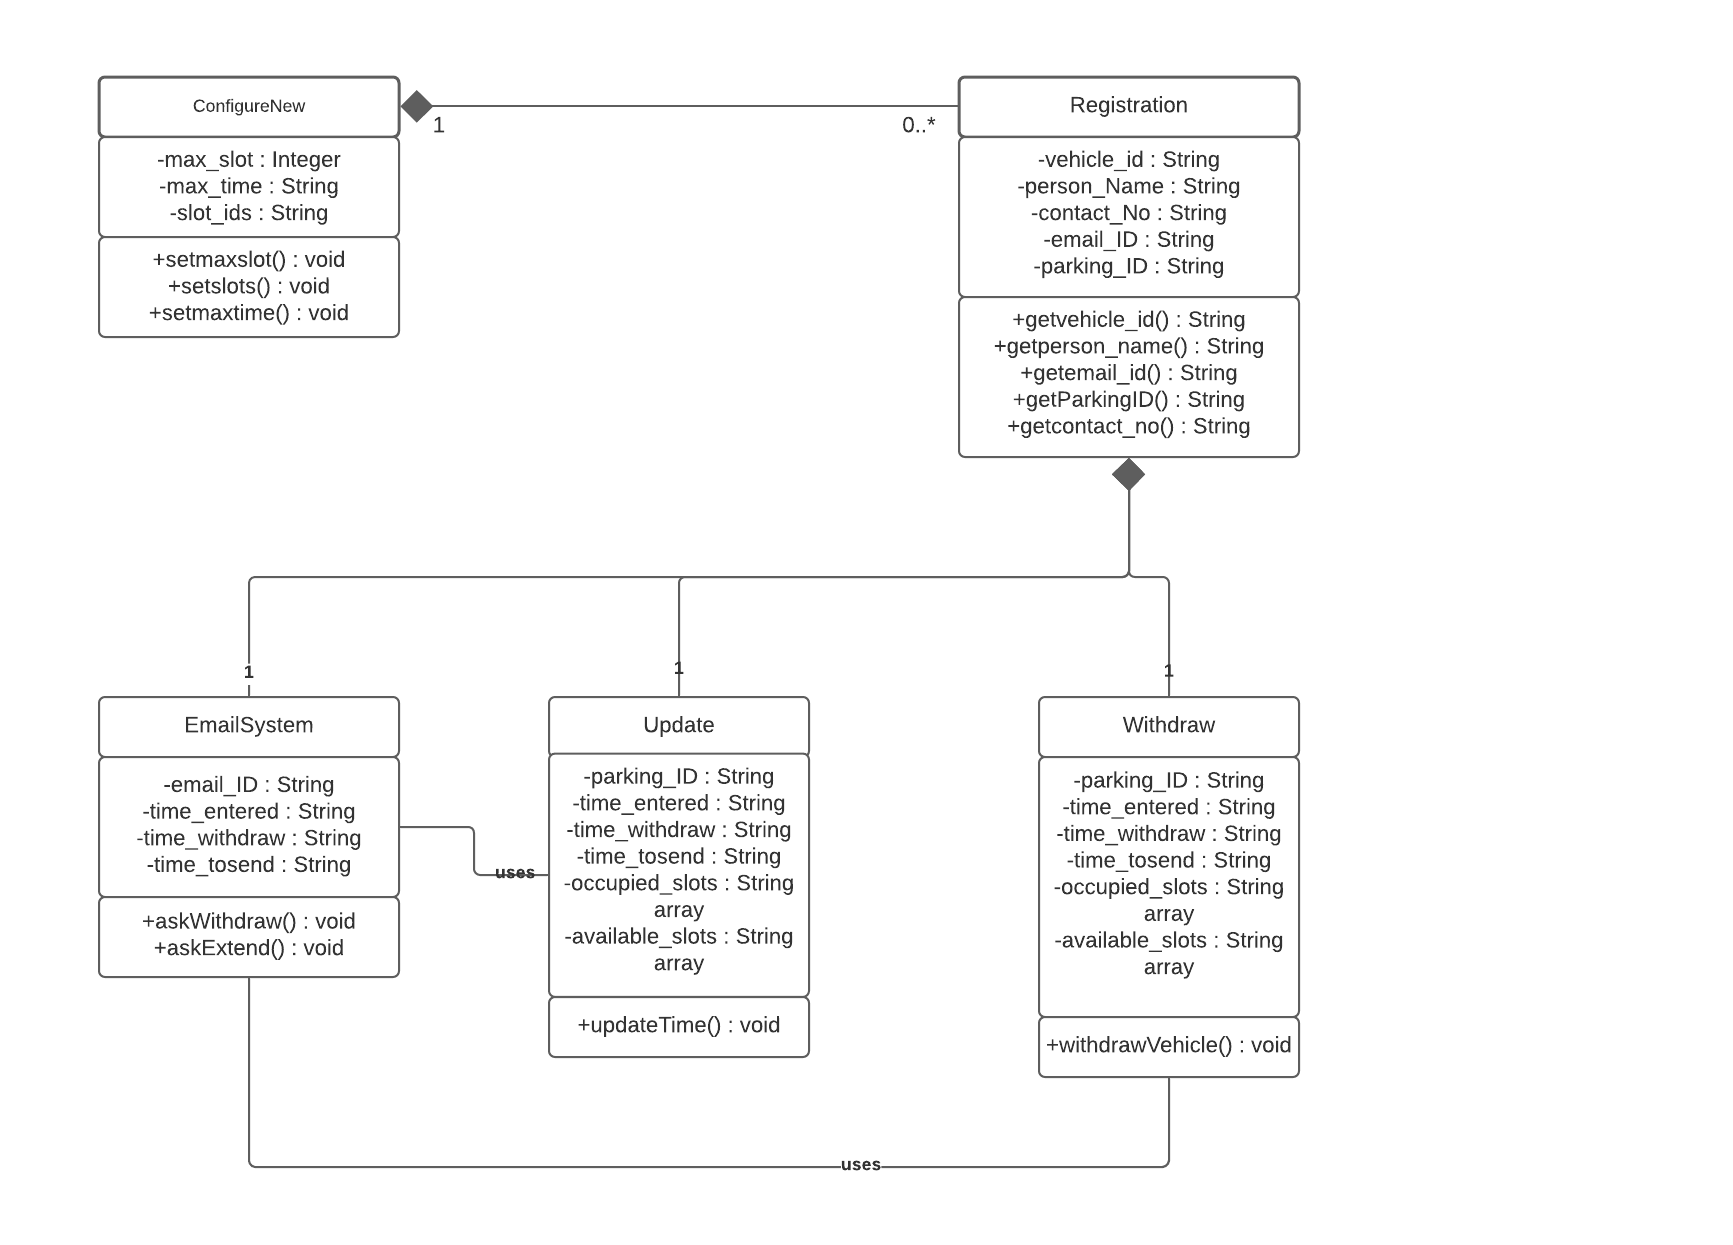 ConfigureNew
-max_slot : Integer
-max_time : String
-slot_ids : String
+setmaxslot() : void
+setslots() : void
+setmaxtime() : void
1
0..*
Registration
-vehicle_id : String
-person_Name : String
-contact_No : String
-email_ID : String
-parking_ID : String
+getvehicle_id() : String
+getperson_name() : String
+getemail_id() : String
+getParkingID() : String
+getcontact_no() : String
1
1
1
EmailSystem
-email_ID : String
-time_entered : String
-time_withdraw : String
-time_tosend : String
+askWithdraw() : void
+askExtend() : void
uses
Update
-parking_ID : String
-time_entered : String
-time_withdraw : String
-time_tosend : String
-occupied_slots : String
array
-available_slots : String
array
+updateTime() : void
Withdraw
-parking_ID : String
-time_entered : String
-time_withdraw : String
-time_tosend : String
-occupied_slots : String
array
-available_slots : String
array
+withdrawVehicle() : void
uses